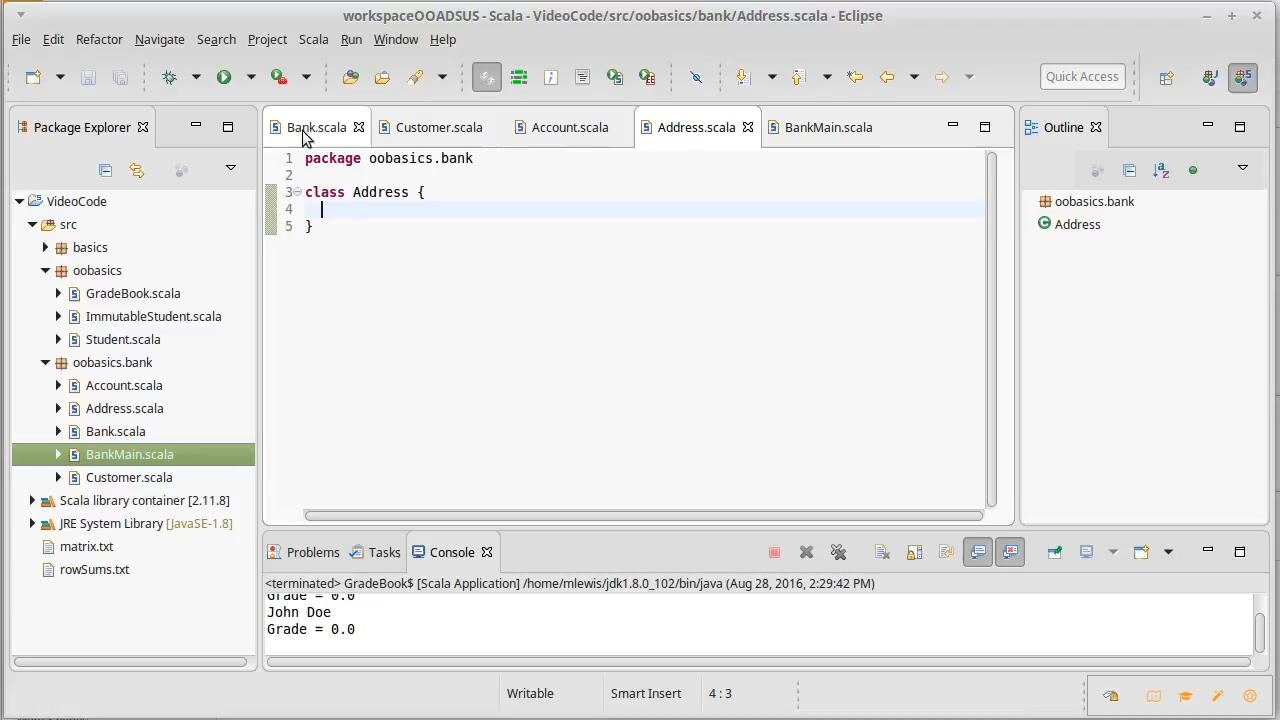 workspaceOOADSUS - Scala - VideoCode/src/oobasics/bank/Address.scala - Eclipse
File Edit Refactor Navigate Search Project Scala Run Window Help
Quick Access
Package Explorer
Bank.scala Customer.scala Account.scala Address.scala BankMain.scala
Outline
1 package oobasics.bank
2
3 class Address {
4
5 }
VideoCode
src
basics
oobasics
GradeBook.scala
ImmutableStudent.scala
Student.scala
oobasics.bank
Account.scala
Address.scala
Bank.scala
BankMain.scala
Customer.scala
Scala library container [2.11.8]
JRE System Library [JavaSE-1.8]
matrix.txt
rowSums.txt
oobasics.bank
Address
Problems Tasks Console
<terminated> GradeBook$ [Scala Application] /home/mlewis/jdk1.8.0_102/bin/java (Aug 28, 2016, 2:29:42 PM)
Grade = 0.0
John Doe
Grade = 0.0
Writable Smart Insert 4 : 3